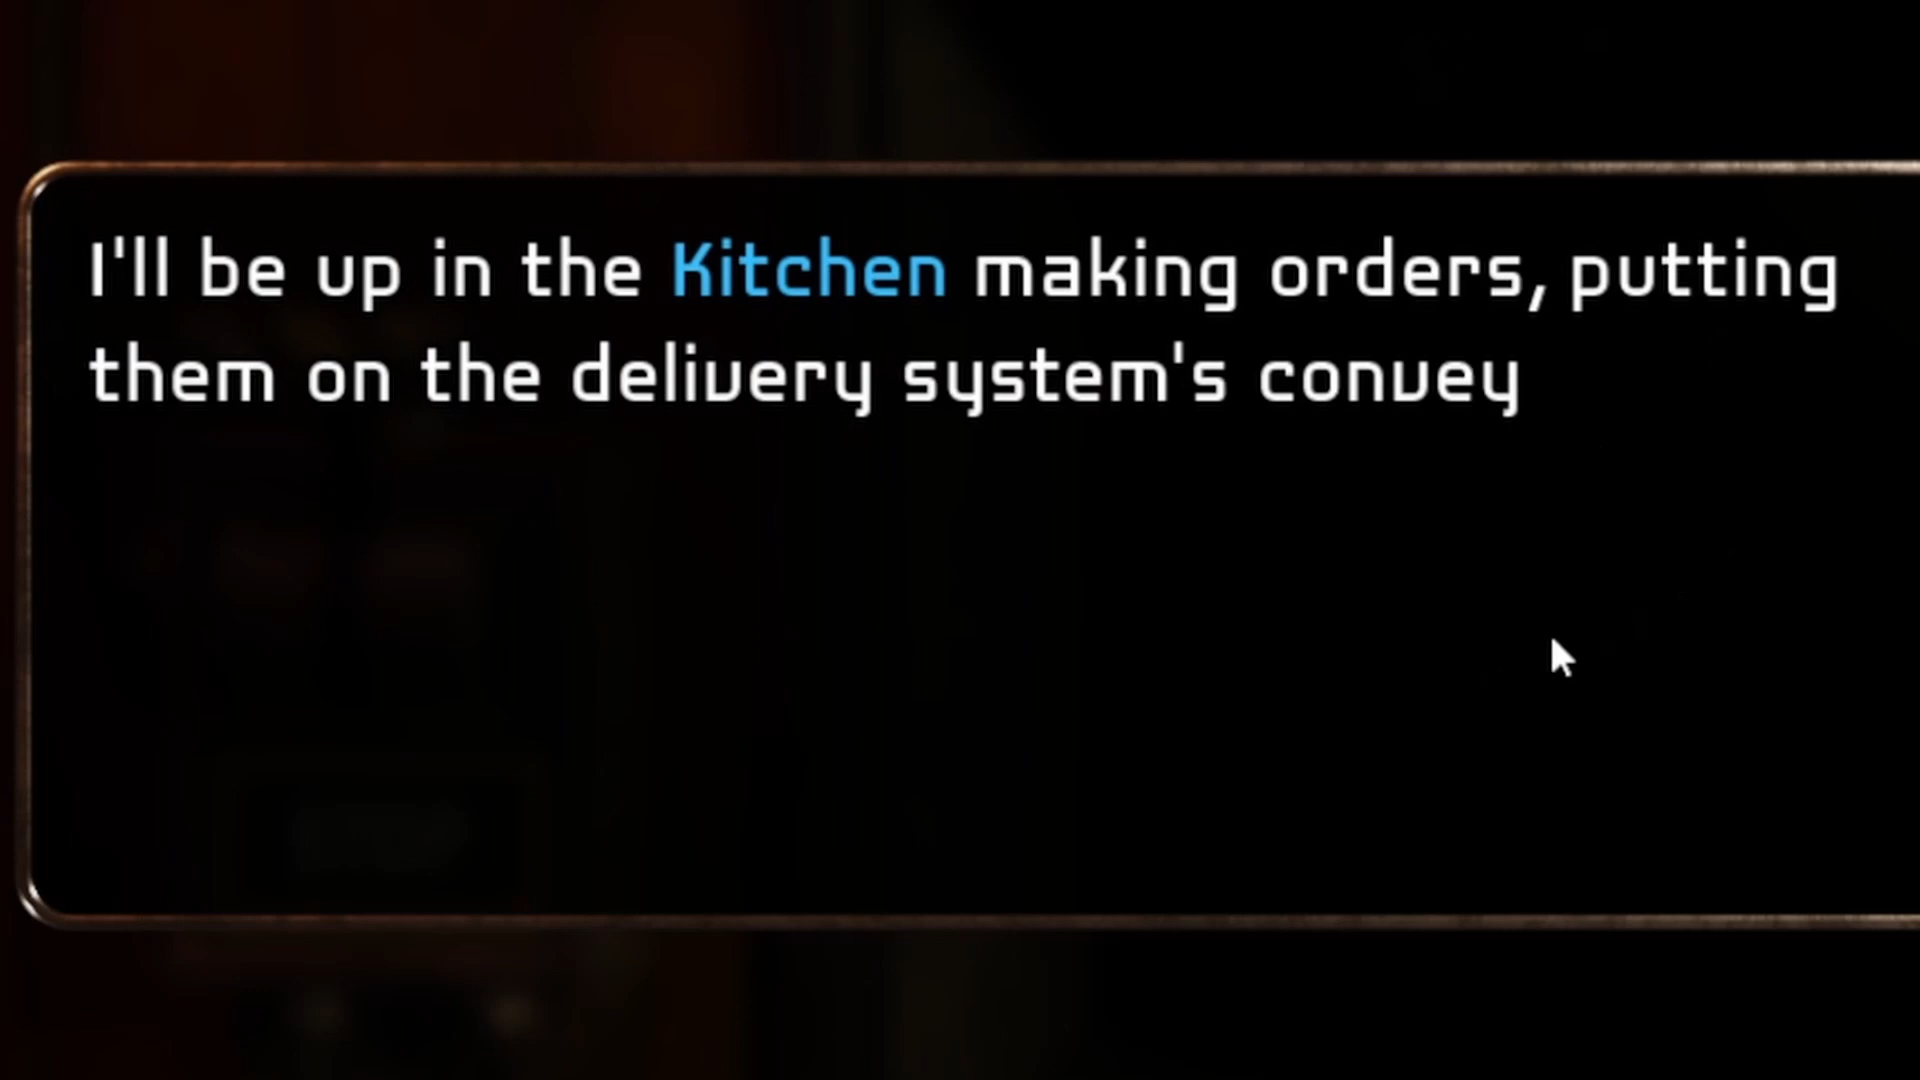 I'll be up in the Kitchen making orders, putting
them on the delivery system's convey